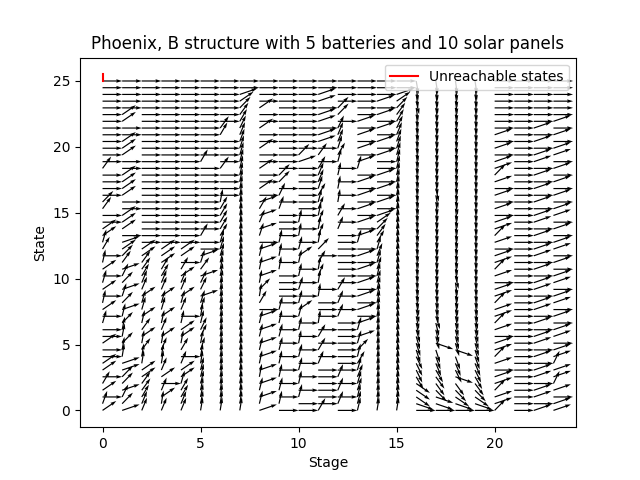 Phoenix, B structure with 5 batteries and 10 solar panels
Unreachable states
25
20
15
10
5
0
State
0 5 10 15 20
Stage